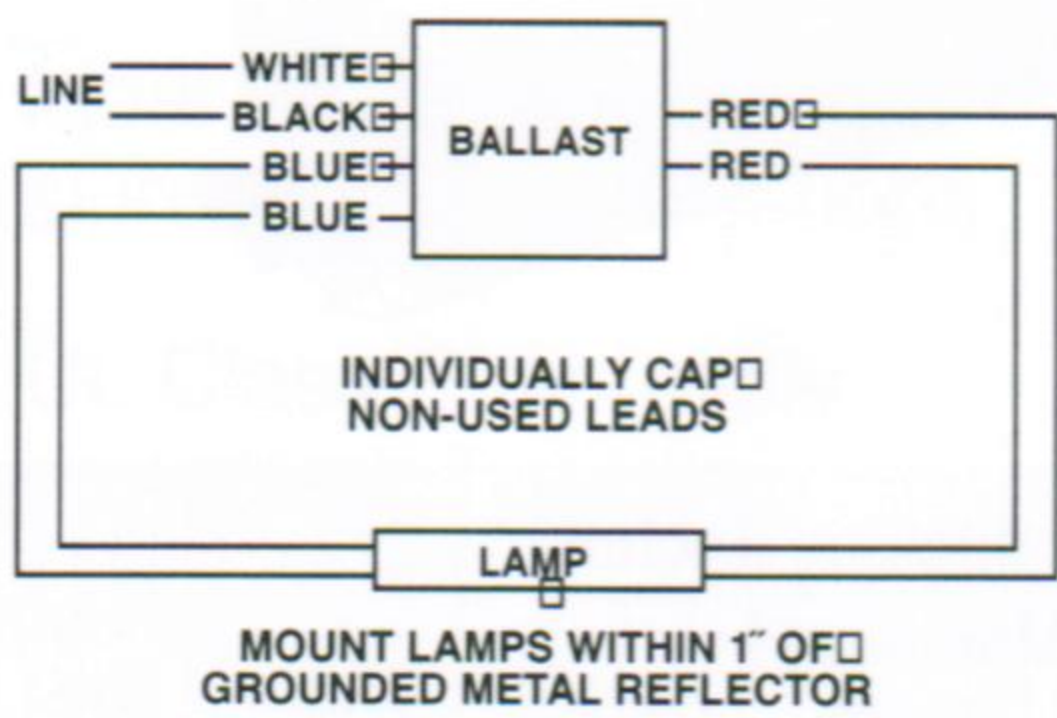 LINE
WHITE□
BLACK□
BLUE□
BLUE
BALLAST
RED□
RED
INDIVIDUALLY CAP□
NON-USED LEADS
LAMP
□
MOUNT LAMPS WITHIN 1˝ OF□
GROUNDED METAL REFLECTOR